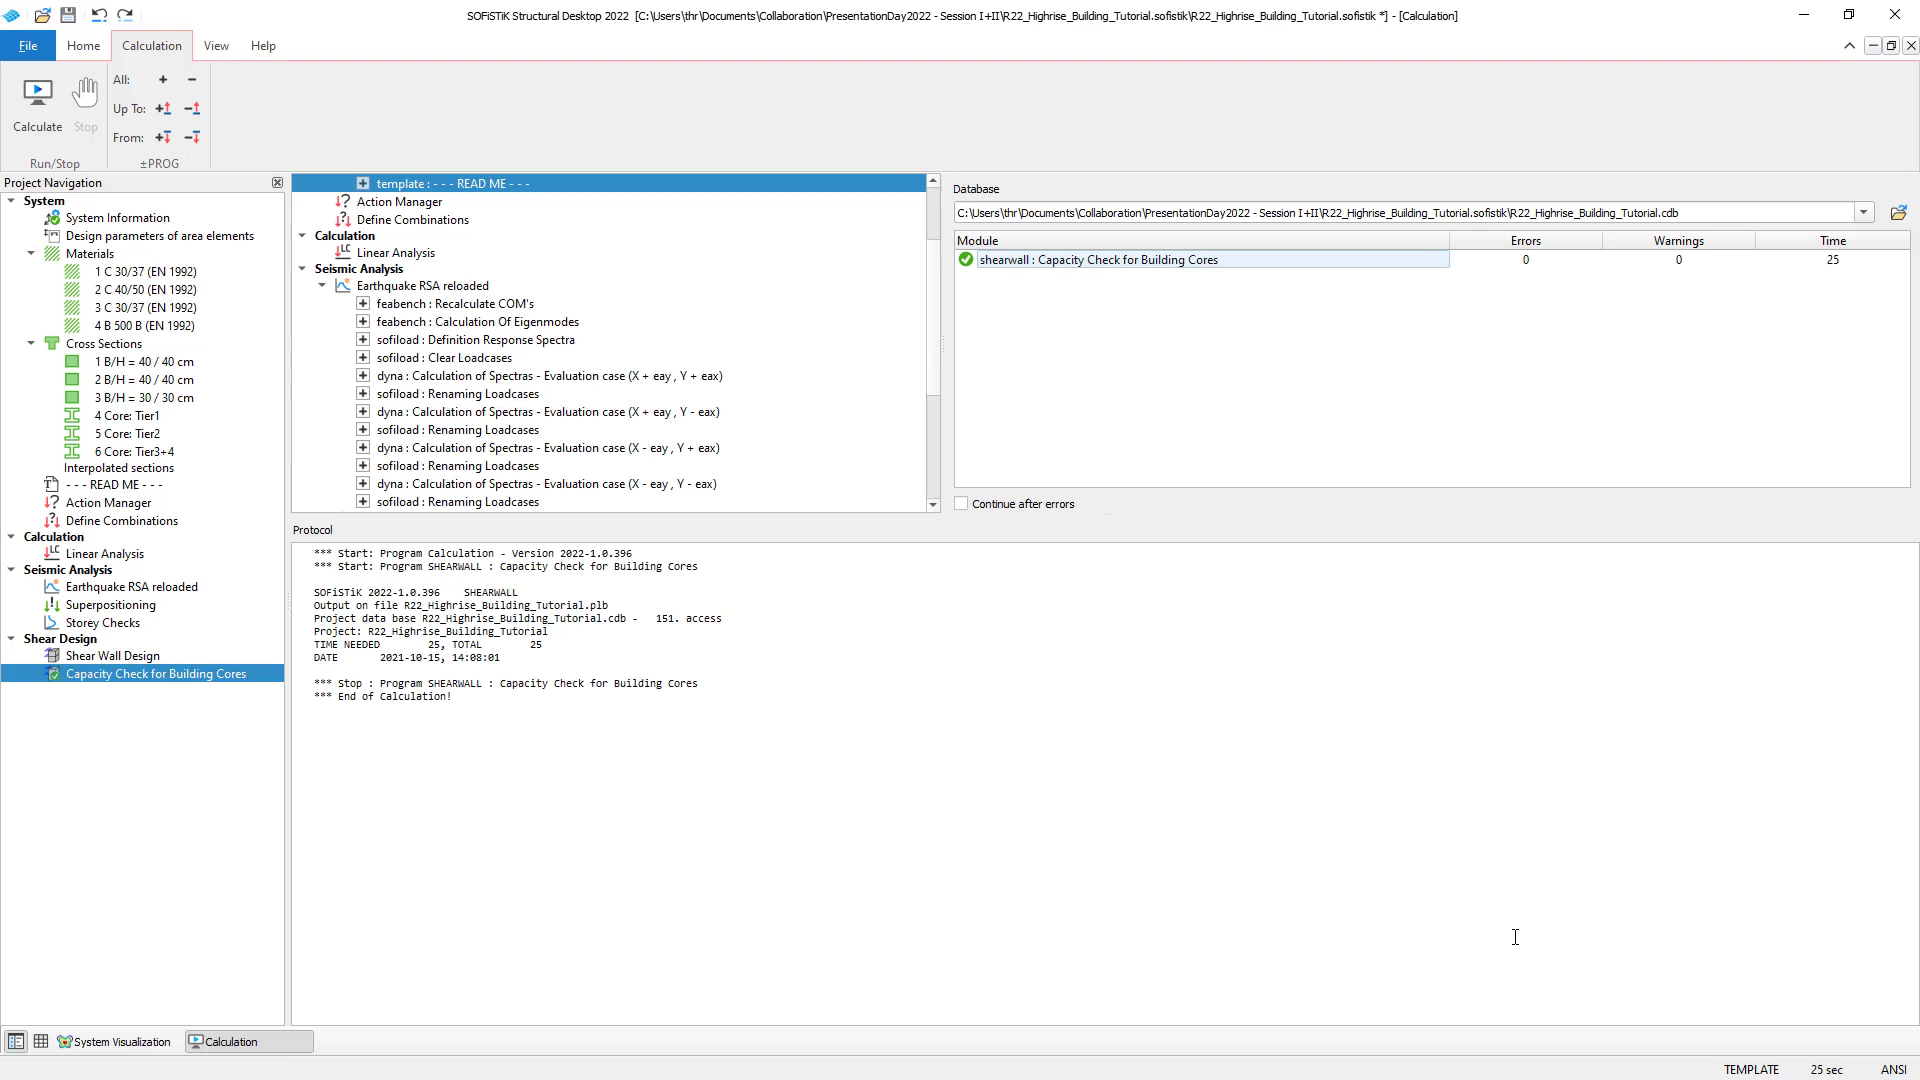 SOFiSTiK Structural Desktop 2022 [C:\Users\thr\Documents\Collaboration\PresentationDay2022 - Session I+II\R22_Highrise_Building_Tutorial.sofistik\R22_Highrise_Building_Tutorial.sofistik *] - [Calculation]
File Home Calculation View Help
Calculate
Stop
All:
Up To:
From:
Run/Stop
±PROG
Project Navigation
System
System Information
Design parameters of area elements
Materials
1 C 30/37 (EN 1992)
2 C 40/50 (EN 1992)
3 C 30/37 (EN 1992)
4 B 500 B (EN 1992)
Cross Sections
1 B/H = 40 / 40 cm
2 B/H = 40 / 40 cm
3 B/H = 30 / 30 cm
4 Core: Tier1
5 Core: Tier2
6 Core: Tier3+4
Interpolated sections
- - - READ ME - - -
Action Manager
Define Combinations
Calculation
Linear Analysis
Seismic Analysis
Earthquake RSA reloaded
Superpositioning
Storey Checks
Shear Design
Shear Wall Design
Capacity Check for Building Cores
template : - - - READ ME - - -
Action Manager
Define Combinations
Calculation
Linear Analysis
Seismic Analysis
Earthquake RSA reloaded
feabench : Recalculate COM's
feabench : Calculation Of Eigenmodes
sofiload : Definition Response Spectra
sofiload : Clear Loadcases
dyna : Calculation of Spectras - Evaluation case (X + eay , Y + eax)
sofiload : Renaming Loadcases
dyna : Calculation of Spectras - Evaluation case (X + eay , Y - eax)
sofiload : Renaming Loadcases
dyna : Calculation of Spectras - Evaluation case (X - eay , Y + eax)
sofiload : Renaming Loadcases
dyna : Calculation of Spectras - Evaluation case (X - eay , Y - eax)
sofiload : Renaming Loadcases
Database
C:\Users\thr\Documents\Collaboration\PresentationDay2022 - Session I+II\R22_Highrise_Building_Tutorial.sofistik\R22_Highrise_Building_Tutorial.cdb
Module Errors Warnings Time
shearwall : Capacity Check for Building Cores 0 0 25
Continue after errors
Protocol
*** Start: Program Calculation - Version 2022-1.0.396
*** Start: Program SHEARWALL : Capacity Check for Building Cores
SOFiSTiK 2022-1.0.396 SHEARWALL
Output on file R22_Highrise_Building_Tutorial.plb
Project data base R22_Highrise_Building_Tutorial.cdb - 151. access
Project: R22_Highrise_Building_Tutorial
TIME NEEDED 25, TOTAL 25
DATE 2021-10-15, 14:08:01
*** Stop : Program SHEARWALL : Capacity Check for Building Cores
*** End of Calculation!
System Visualization
Calculation
TEMPLATE 25 sec ANSI